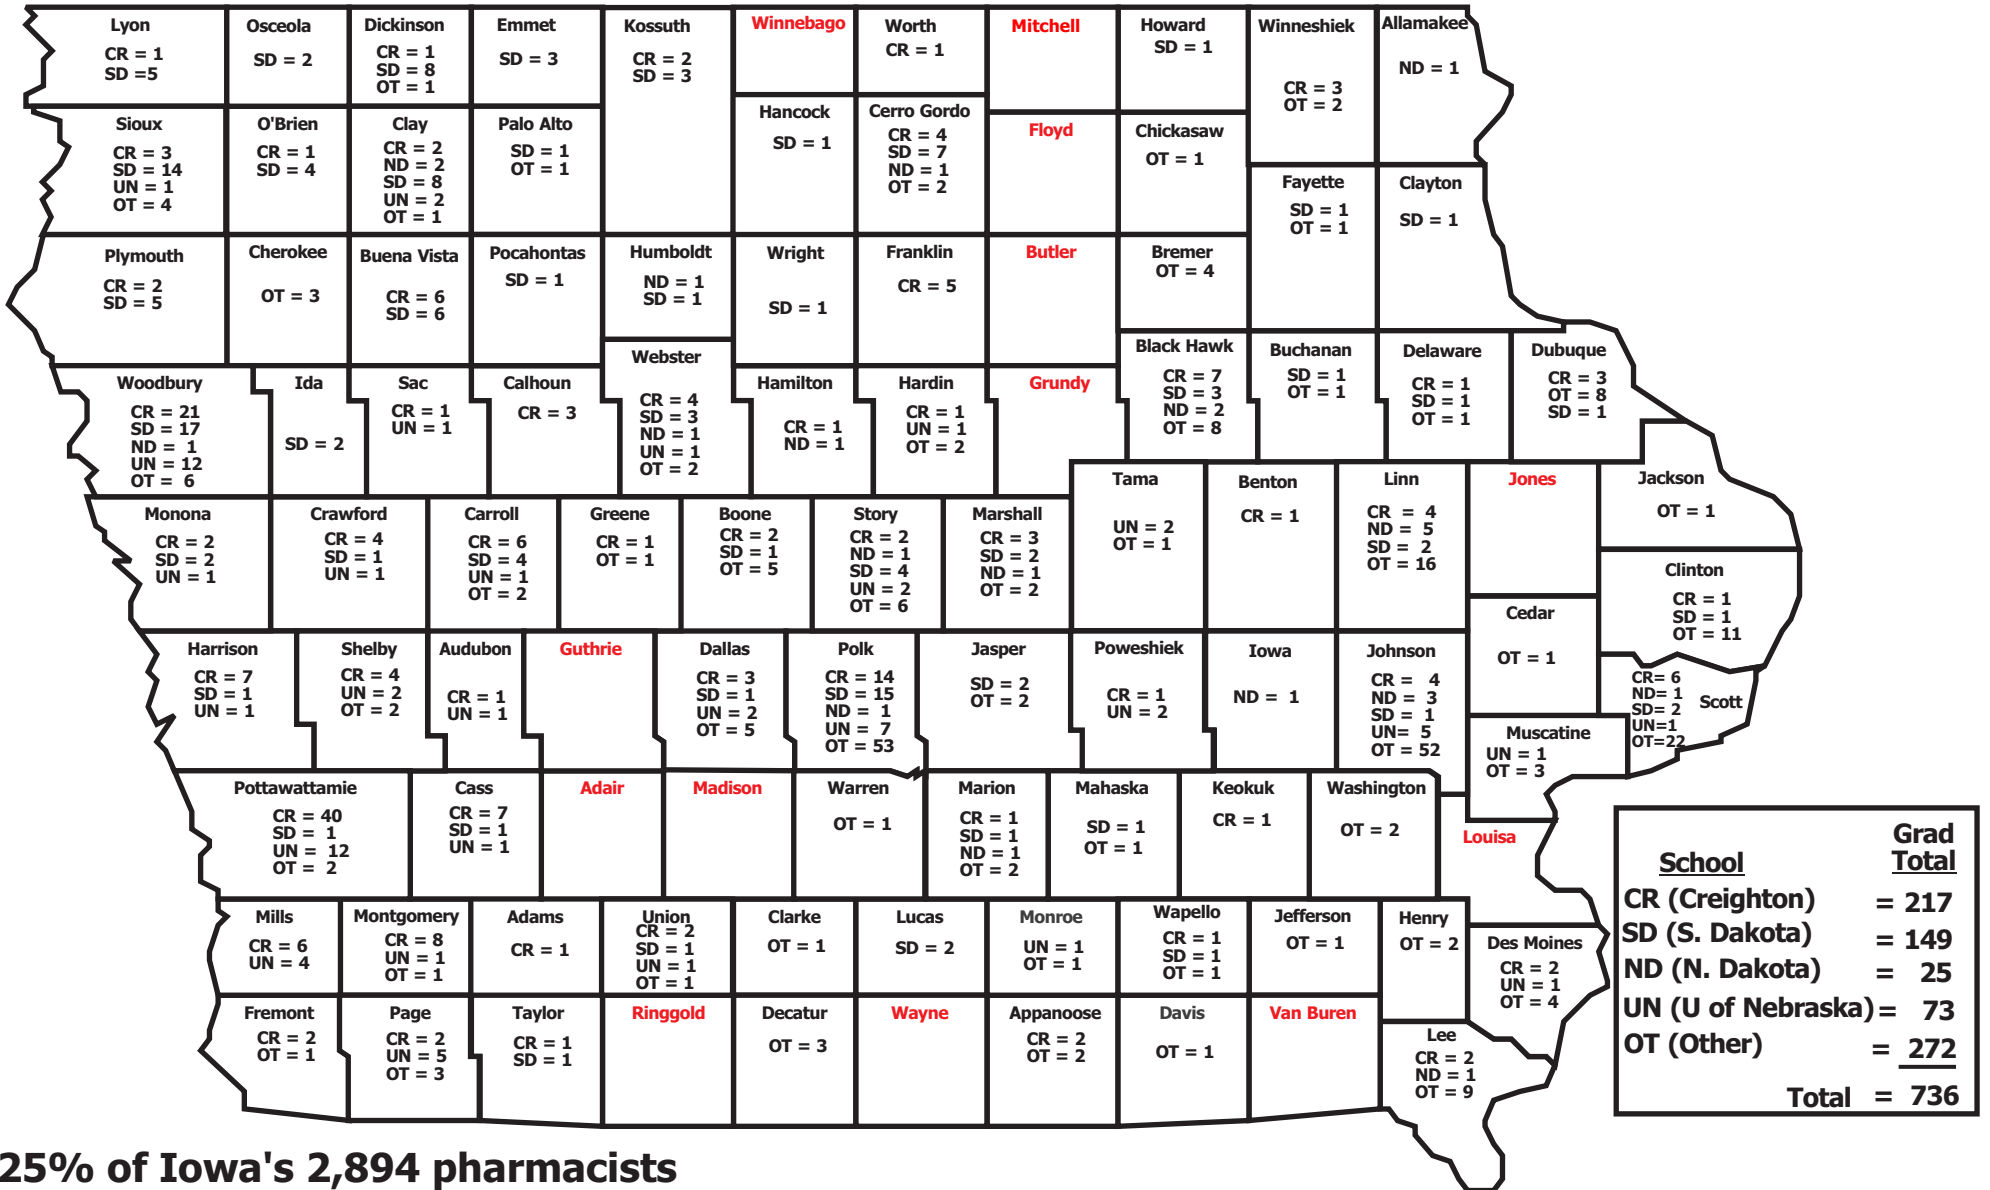 Lyon
CR = 1
SD =5
Osceola
SD = 2
Dickinson
CR = 1
SD = 8
OT = 1
Emmet
SD = 3
Kossuth
CR = 2
SD = 3
Winnebago
Worth
CR = 1
Mitchell
Howard
SD = 1
Winneshiek
CR = 3
OT = 2
Allamakee
ND = 1
Sioux
CR = 3
SD = 14
UN = 1
OT = 4
O'Brien
CR = 1
SD = 4
Clay
CR = 2
ND = 2
SD = 8
UN = 2
OT = 1
Palo Alto
SD = 1
OT = 1
Hancock
SD = 1
Cerro Gordo
CR = 4
SD = 7
ND = 1
OT = 2
Floyd
Chickasaw
OT = 1
Fayette
SD = 1
OT = 1
Clayton
SD = 1
Plymouth
CR = 2
SD = 5
Cherokee
OT = 3
Buena Vista
CR = 6
SD = 6
Pocahontas
SD = 1
Humboldt
ND = 1
SD = 1
Wright
SD = 1
Franklin
CR = 5
Butler
Bremer
OT = 4
Woodbury
CR = 21
SD = 17
ND = 1
UN = 12
OT = 6
Ida
SD = 2
Sac
CR = 1
UN = 1
Calhoun
CR = 3
Webster
CR = 4
SD = 3
ND = 1
UN = 1
OT = 2
Hamilton
CR = 1
ND = 1
Hardin
CR = 1
UN = 1
OT = 2
Grundy
Black Hawk
CR = 7
SD = 3
ND = 2
OT = 8
Buchanan
SD = 1
OT = 1
Delaware
CR = 1
SD = 1
OT = 1
Dubuque
CR = 3
OT = 8
SD = 1
Monona
CR = 2
SD = 2
UN = 1
Crawford
CR = 4
SD = 1
UN = 1
Carroll
CR = 6
SD = 4
UN = 1
OT = 2
Greene
CR = 1
OT = 1
Boone
CR = 2
SD = 1
OT = 5
Story
CR = 2
ND = 1
SD = 4
UN = 2
OT = 6
Marshall
CR = 3
SD = 2
ND = 1
OT = 2
Tama
UN = 2
OT = 1
Benton
CR = 1
Linn
CR = 4
ND = 5
SD = 2
OT = 16
Jones
Jackson
OT = 1
Clinton
CR = 1
SD = 1
OT = 11
Cedar
OT = 1
Harrison
CR = 7
SD = 1
UN = 1
Shelby
CR = 4
UN = 2
OT = 2
Audubon
CR = 1
UN = 1
Guthrie
Dallas
CR = 3
SD = 1
UN = 2
OT = 5
Polk
CR = 14
SD = 15
ND = 1
UN = 7
OT = 53
Jasper
SD = 2
OT = 2
Poweshiek
CR = 1
UN = 2
Iowa
ND = 1
Johnson
CR = 4
ND = 3
SD = 1
UN= 5
OT = 52
Scott
CR= 6
ND= 1
SD= 2
UN=1
OT=22
Muscatine
UN = 1
OT = 3
Pottawattamie
CR = 40
SD = 1
UN = 12
OT = 2
Cass
CR = 7
SD = 1
UN = 1
Adair
Madison
Warren
OT = 1
Marion
CR = 1
SD = 1
ND = 1
OT = 2
Mahaska
SD = 1
OT = 1
Keokuk
CR = 1
Washington
OT = 2
Louisa
Mills
CR = 6
UN = 4
Montgomery
CR = 8
UN = 1
OT = 1
Adams
CR = 1
Union
CR = 2
SD = 1
UN = 1
OT = 1
Clarke
OT = 1
Lucas
SD = 2
Monroe
UN = 1
OT = 1
Wapello
CR = 1
SD = 1
OT = 1
Jefferson
OT = 1
Henry
OT = 2
Des Moines
CR = 2
UN = 1
OT = 4
Fremont
CR = 2
OT = 1
Page
CR = 2
UN = 5
OT = 3
Taylor
CR = 1
SD = 1
Ringgold
Decatur
OT = 3
Wayne
Appanoose
CR = 2
OT = 2
Davis
OT = 1
Van Buren
Lee
CR = 2
ND = 1
OT = 9
School Grad Total
CR (Creighton) = 217
SD (S. Dakota) = 149
ND (N. Dakota) = 25
UN (U of Nebraska) = 73
OT (Other) = 272
Total = 736
25% of Iowa's 2,894 pharmacists